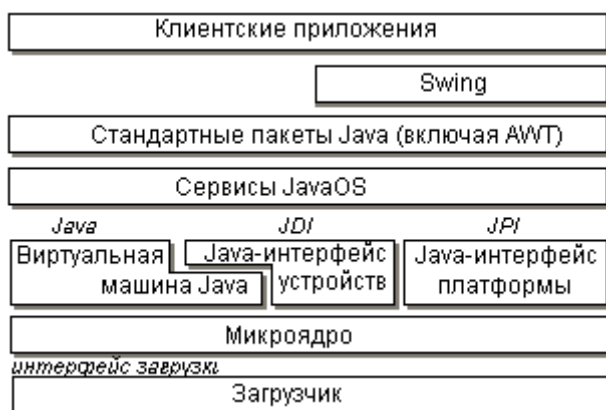 Клиентские приложения
Swing
Стандартные пакеты Java (включая AWT)
Сервисы JavaOS
Java JDI JPI
Виртуальная Java-интерфейс Java-интерфейс
машина Java устройств платформы
Микроядро
интерфейс загрузки
Загрузчик